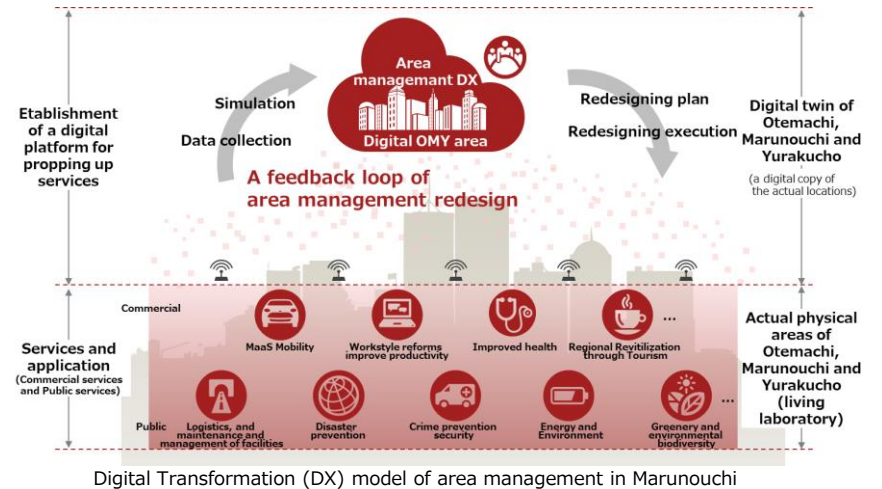 Area
managemant DX
Digital OMY area
Simulation
Data collection
Redesigning plan
Redesigning execution
Etablishment
of a digital
platform for
propping up
services
Digital twin of
Otemachi,
Marunouchi and
Yurakucho
(a digital copy of
the actual locations)
A feedback loop of
area management redesign
Commercial
MaaS Mobility
Workstyle reforms
improve productivity
Improved health
Regional Revitilization
through Tourism
...
Services and
application
(Commercial services
and Public services)
Actual physical
areas of
Otemachi,
Marunouchi and
Yurakucho
(living
laboratory)
Public
Logistics, and
maintenance and
management of facilities
Disaster
prevention
Crime prevention
security
Energy and
Environment
Greenery and
environmental
biodiversity
...
Digital Transformation (DX) model of area management in Marunouchi